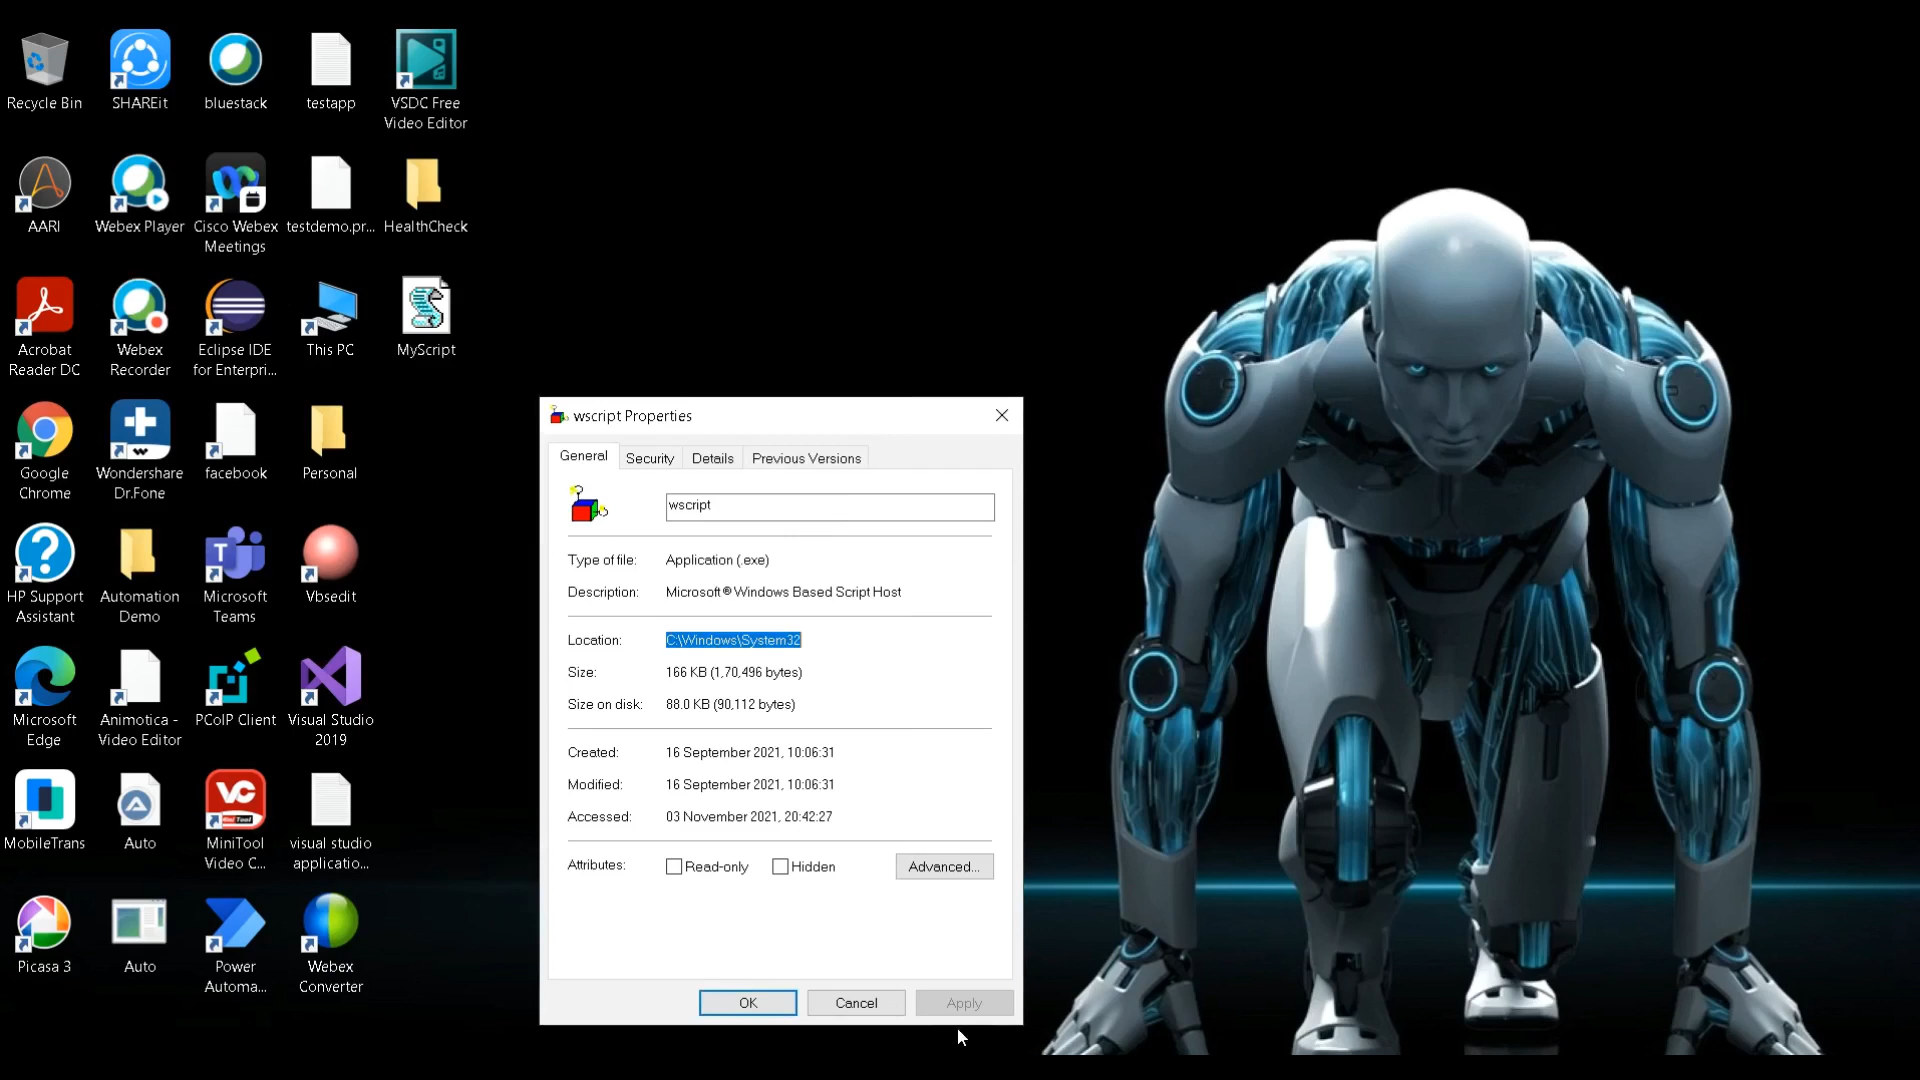 Recycle Bin
SHAREit
bluestack
testapp
VSDC Free
Video Editor
AARI
Webex Player
Cisco Webex
Meetings
testdemo.pr...
HealthCheck
Acrobat
Reader DC
Webex
Recorder
Eclipse IDE
for Enterpri...
This PC
MyScript
Google
Chrome
Wondershare
Dr.Fone
facebook
Personal
HP Support
Assistant
Automation
Demo
Microsoft
Teams
Vbsedit
Microsoft
Edge
Animotica -
Video Editor
PCoIP Client
Visual Studio
2019
MobileTrans
Auto
MiniTool
Video C...
visual studio
applicatio...
Picasa 3
Auto
Power
Automa...
Webex
Converter
wscript Properties
General
Security
Details
Previous Versions
wscript
Type of file: Application (.exe)
Description: Microsoft ® Windows Based Script Host
Location: C:\Windows\System32
Size: 166 KB (1,70,496 bytes)
Size on disk: 88.0 KB (90,112 bytes)
Created: 16 September 2021, 10:06:31
Modified: 16 September 2021, 10:06:31
Accessed: 03 November 2021, 20:42:27
Attributes: Read-only Hidden Advanced...
OK Cancel Apply